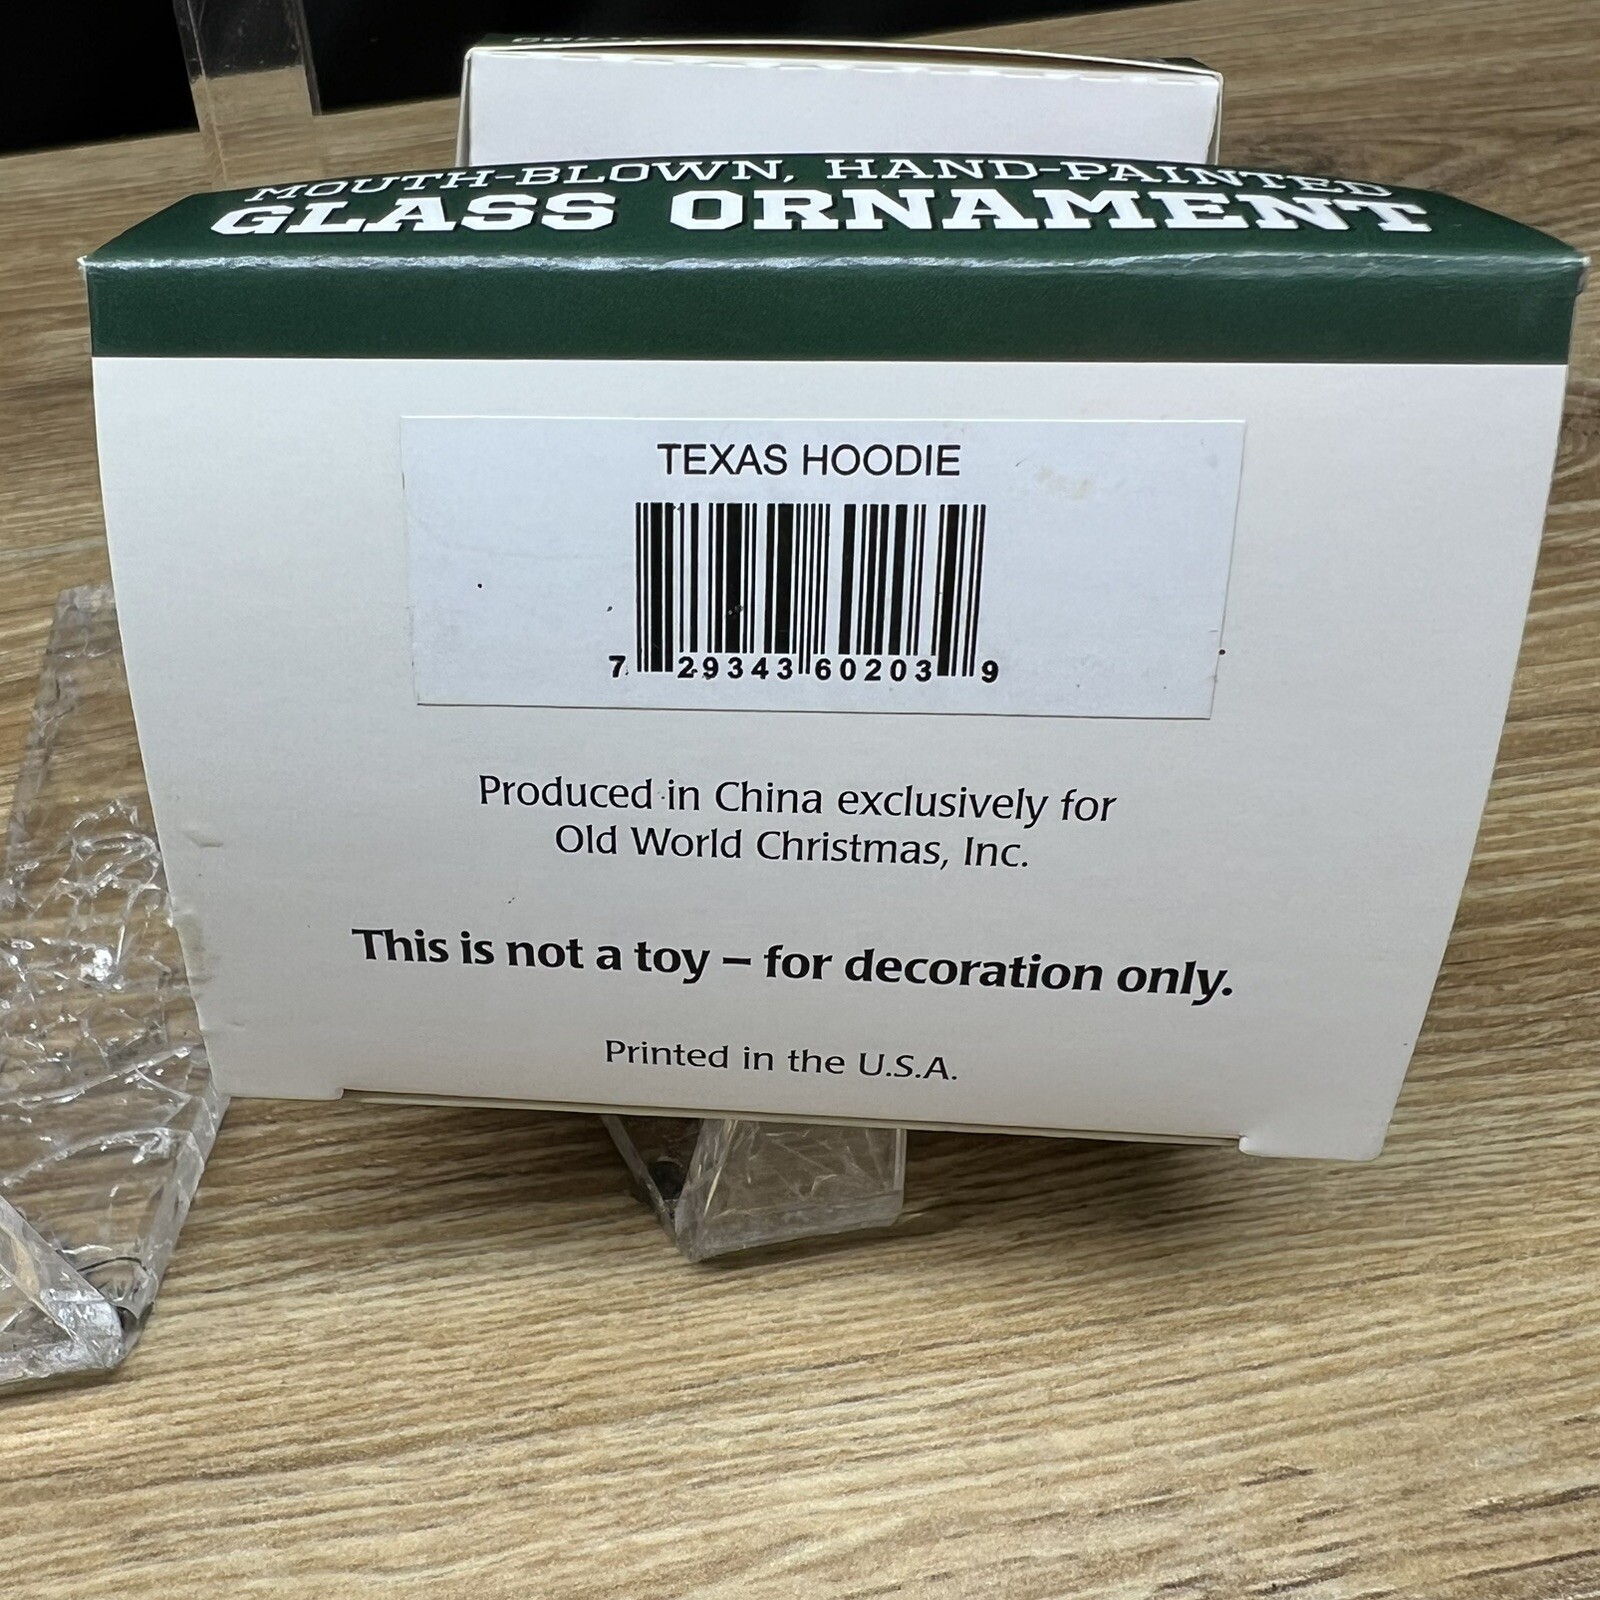 MOUTH-BLOWN, HAND-PAINTED
GLASS ORNAMENT
TEXAS HOODIE
7 29343 60203 9
Produced in China exclusively for
Old World Christmas, Inc.
This is not a toy – for decoration only.
Printed in the U.S.A.